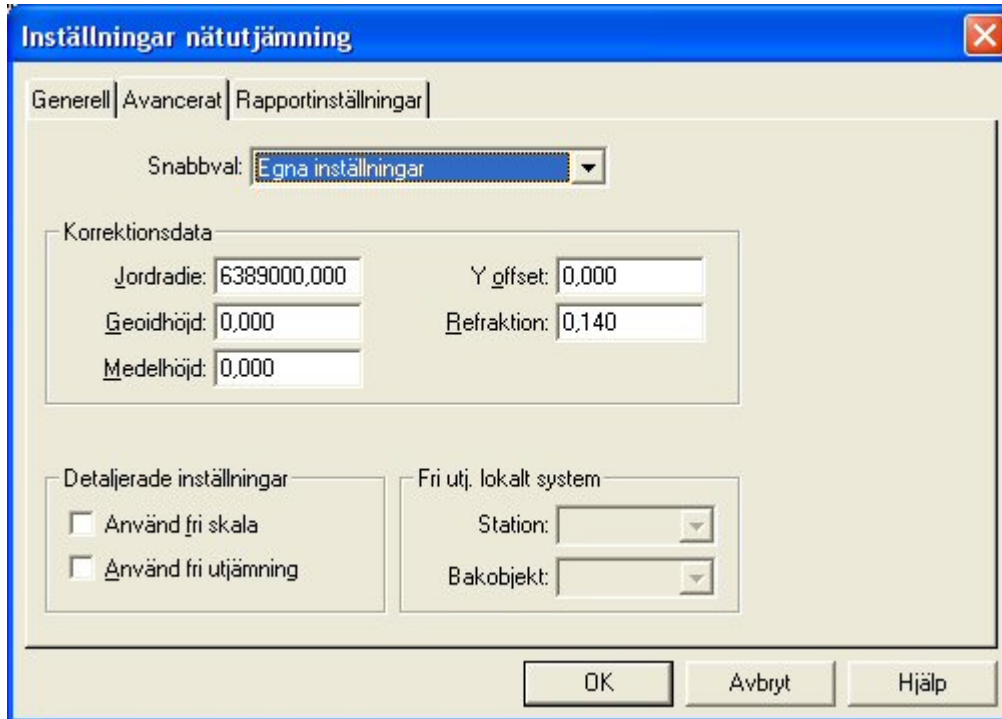 Inställningar nätutjämning
Generell Avancerat Rapportinställningar
Snabbval: Egna inställningar
Korrektionsdata
Jordradie: 6389000,000 Y offset: 0,000
Geoidhöjd: 0,000 Refraktion: 0,140
Medelhöjd: 0,000
Detaljerade inställningar
Använd fri skala
Använd fri utjämning
Fri utj. lokalt system
Station:
Bakobjekt:
OK Avbryt Hjälp